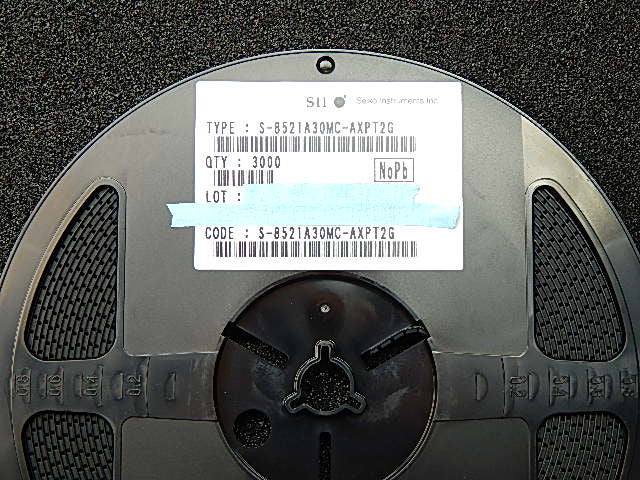 SII Seiko Instruments Inc.
TYPE : S-8521A30MC-AXPT2G
QTY : 3000
NoPb
LOT :
CODE : S-8521A30MC-AXPT2G